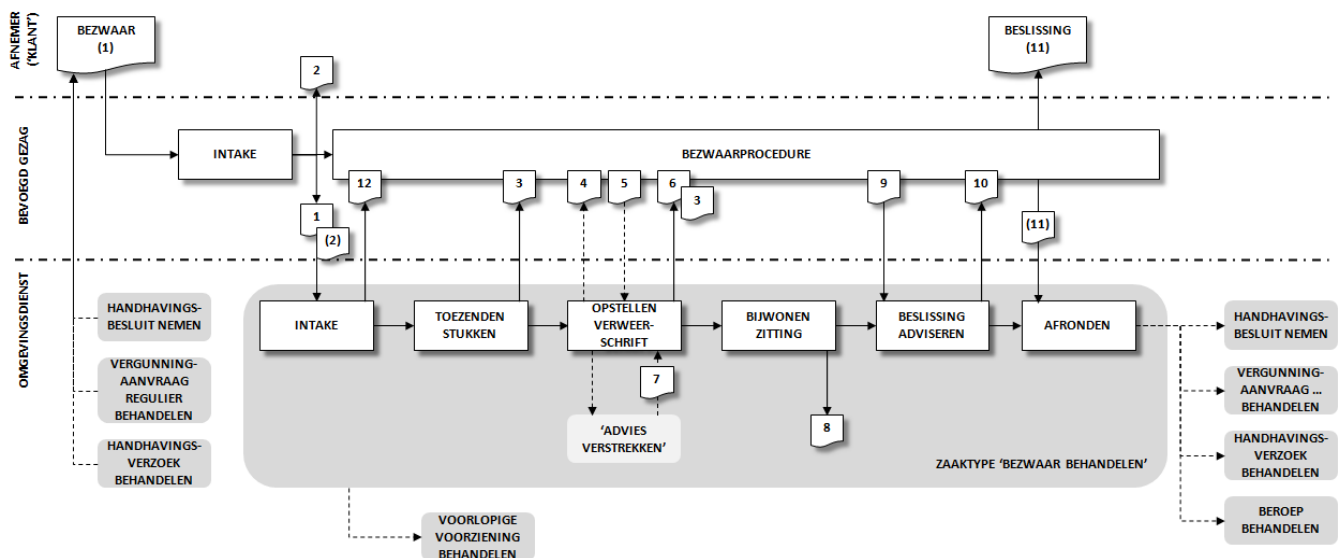 AFNEMER
('KLANT')
BEZWAAR
(1)
2
BESLISSING
(11)
BEVOEGD GEZAG
INTAKE
BEZWAARPROCEDURE
12
3
4
5
6
3
9
10
1
(2)
(11)
OMGEVINGSDIENST
HANDHAVINGS-
BESLUIT NEMEN
VERGUNNING-
AANVRAAG
REGULIER
BEHANDELEN
HANDHAVINGS-
VERZOEK
BEHANDELEN
INTAKE
TOEZENDEN
STUKKEN
OPSTELLEN
VERWEER-
SCHRIFT
BIJWONEN
ZITTING
BESLISSING
ADVISEREN
AFRONDEN
7
'ADVIES
VERSTREKKEN'
8
ZAAKTYPE 'BEZWAAR BEHANDELEN'
HANDHAVINGS-
BESLUIT NEMEN
VERGUNNING-
AANVRAAG ...
BEHANDELEN
HANDHAVINGS-
VERZOEK
BEHANDELEN
BEROEP
BEHANDELEN
VOORLOPIGE
VOORZIENING
BEHANDELEN